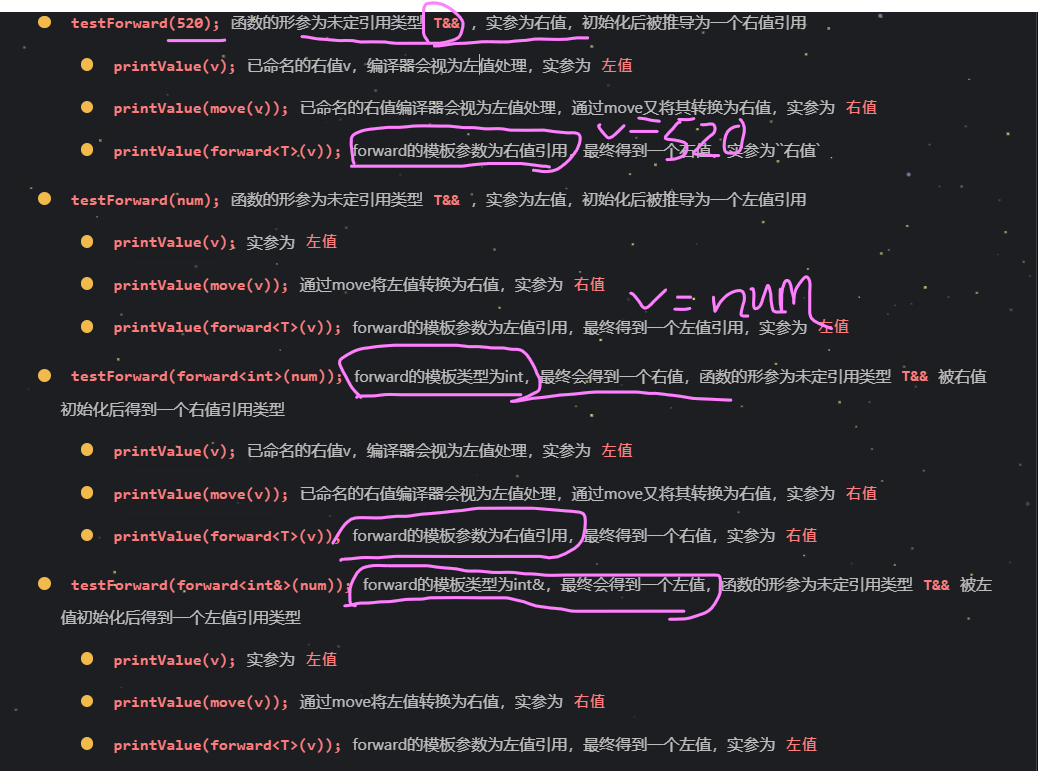 testForward(520); 函数的形参为未定引用类型 T&& ，实参为右值，初始化后被推导为一个右值引用
printValue(v); 已命名的右值v，编译器会视为左值处理，实参为 左值
printValue(move(v)); 已命名的右值编译器会视为左值处理，通过move又将其转换为右值，实参为 右值
v=520
printValue(forward<T>(v)); forward的模板参数为右值引用，最终得到一个右值，实参为``右值`
testForward(num); 函数的形参为未定引用类型 T&& ，实参为左值，初始化后被推导为一个左值引用
printValue(v); 实参为 左值
printValue(move(v)); 通过move将左值转换为右值，实参为 右值
v=num
printValue(forward<T>(v)); forward的模板参数为左值引用，最终得到一个左值引用，实参为 左值
testForward(forward<int>(num)); forward的模板类型为int，最终会得到一个右值，函数的形参为未定引用类型 T&& 被右值
初始化后得到一个右值引用类型
printValue(v); 已命名的右值v，编译器会视为左值处理，实参为 左值
printValue(move(v)); 已命名的右值编译器会视为左值处理，通过move又将其转换为右值，实参为 右值
printValue(forward<T>(v)); forward的模板参数为右值引用，最终得到一个右值，实参为 右值
testForward(forward<int&>(num)); forward的模板类型为int&，最终会得到一个左值，函数的形参为未定引用类型 T&& 被左
值初始化后得到一个左值引用类型
printValue(v); 实参为 左值
printValue(move(v)); 通过move将左值转换为右值，实参为 右值
printValue(forward<T>(v)); forward的模板参数为左值引用，最终得到一个左值，实参为 左值